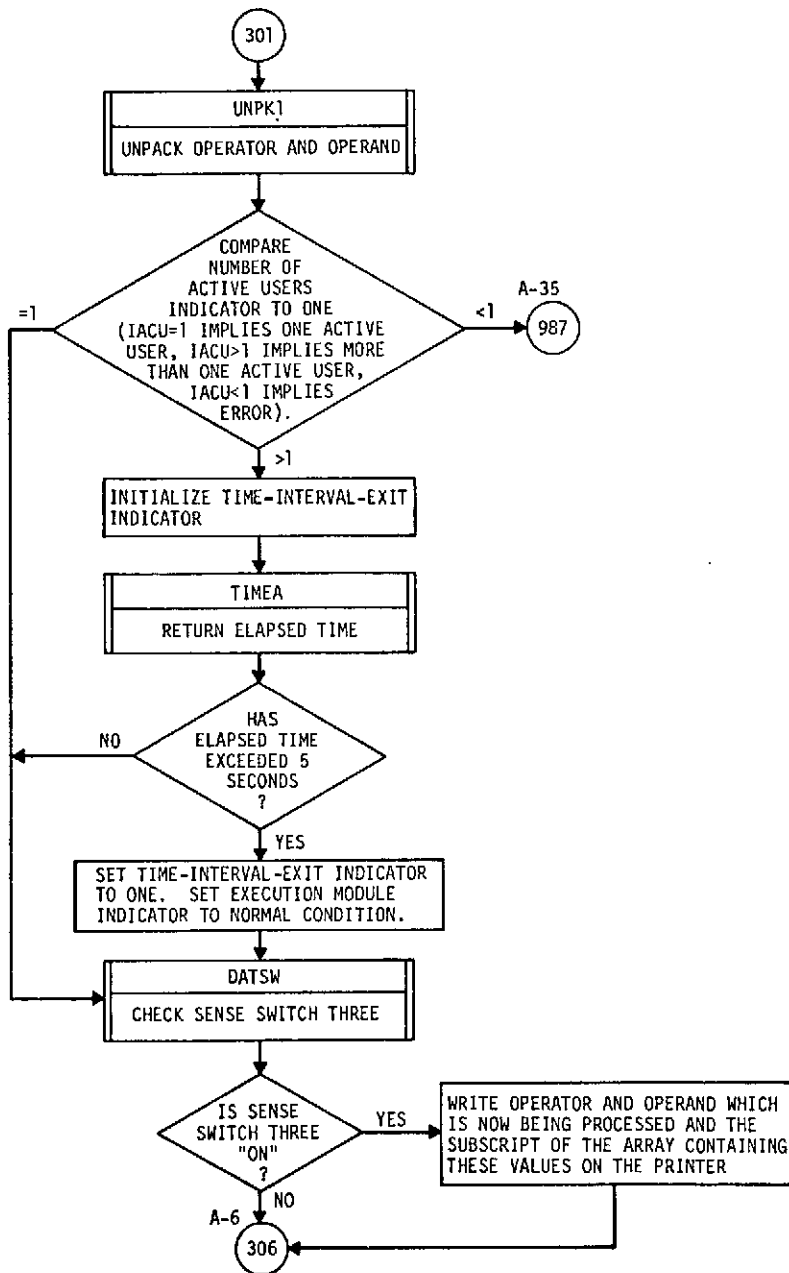 301
UNPK1
UNPACK OPERATOR AND OPERAND
COMPARE
NUMBER OF
ACTIVE USERS
INDICATOR TO ONE
(IACU=1 IMPLIES ONE ACTIVE
USER, IACU>1 IMPLIES MORE
THAN ONE ACTIVE USER,
IACU<1 IMPLIES
ERROR).
=1
<1
A-35
987
>1
INITIALIZE TIME-INTERVAL-EXIT
INDICATOR
TIMEA
RETURN ELAPSED TIME
HAS
ELAPSED TIME
EXCEEDED 5
SECONDS
?
NO
YES
SET TIME-INTERVAL-EXIT INDICATOR
TO ONE. SET EXECUTION MODULE
INDICATOR TO NORMAL CONDITION.
DATSW
CHECK SENSE SWITCH THREE
IS SENSE
SWITCH THREE
"ON"
?
YES
WRITE OPERATOR AND OPERAND WHICH
IS NOW BEING PROCESSED AND THE
SUBSCRIPT OF THE ARRAY CONTAINING
THESE VALUES ON THE PRINTER
NO
A-6
306